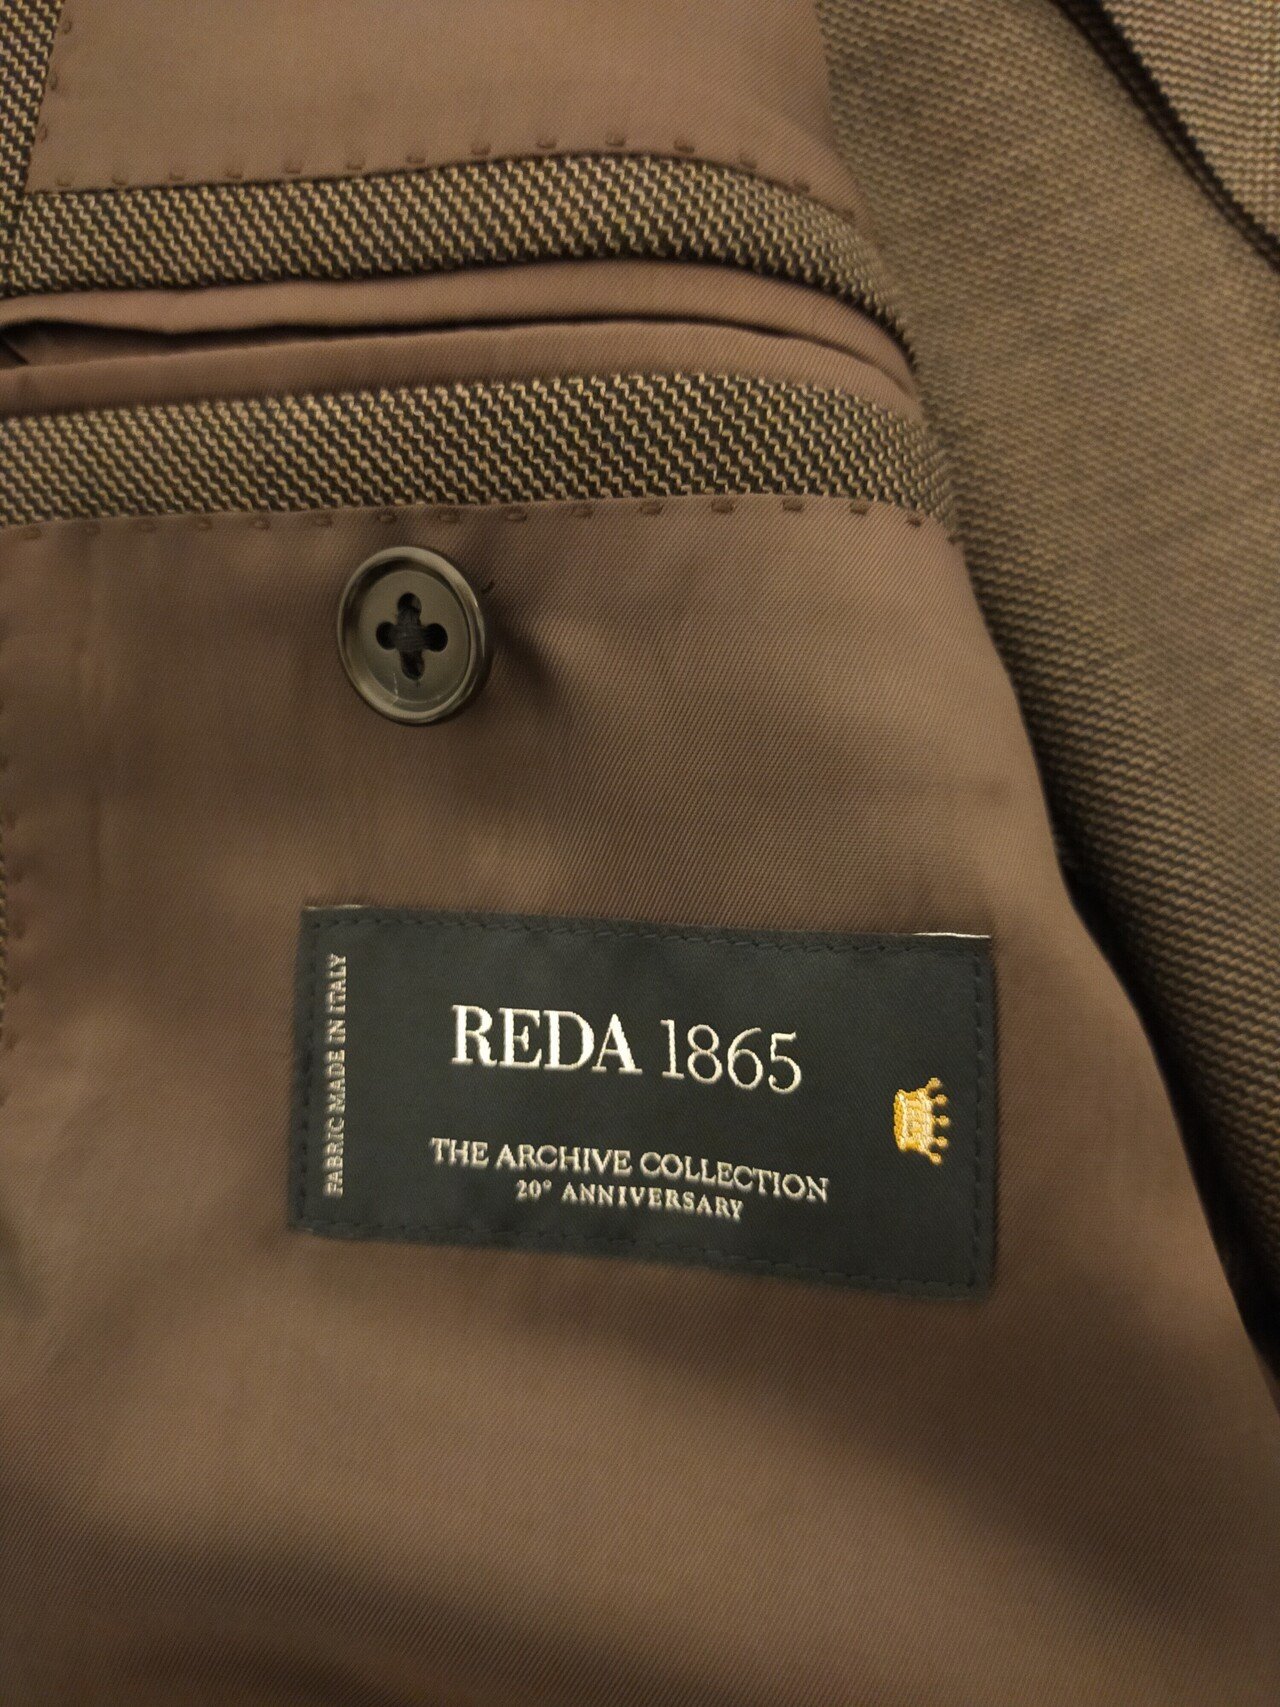 FABRIC MADE IN ITALY
REDA 1865
THE ARCHIVE COLLECTION
20° ANNIVERSARY